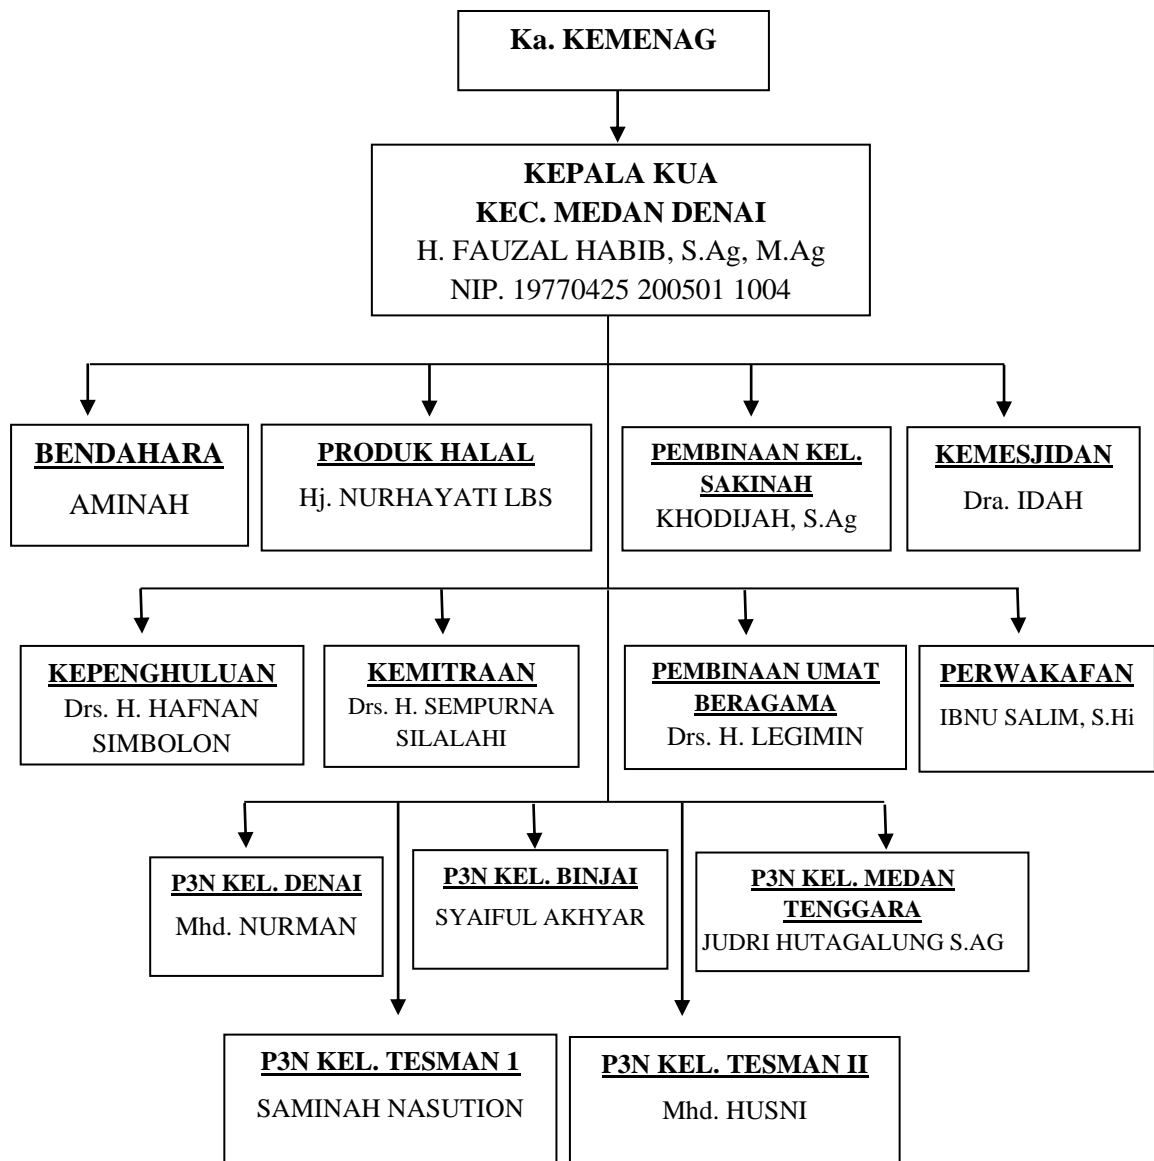 Ka. KEMENAG
KEPALA KUA
KEC. MEDAN DENAI
H. FAUZAL HABIB, S.Ag, M.Ag
NIP. 19770425 200501 1004
BENDAHARA
AMINAH
PRODUK HALAL
Hj. NURHAYATI LBS
PEMBINAAN KEL.
SAKINAH
KHODIJAH, S.Ag
KEMESJIDAN
Dra. IDAH
KEPENGHULUAN
Drs. H. HAFNAN
SIMBOLON
KEMITRAAN
Drs. H. SEMPURNA
SILALAHI
PEMBINAAN UMAT
BERAGAMA
Drs. H. LEGIMIN
PERWAKAFAN
IBNU SALIM, S.Hi
P3N KEL. DENAI
Mhd. NURMAN
P3N KEL. BINJAI
SYAIFUL AKHYAR
P3N KEL. MEDAN
TENGGARA
JUDRI HUTAGALUNG S.AG
P3N KEL. TESMAN 1
SAMINAH NASUTION
P3N KEL. TESMAN II
Mhd. HUSNI